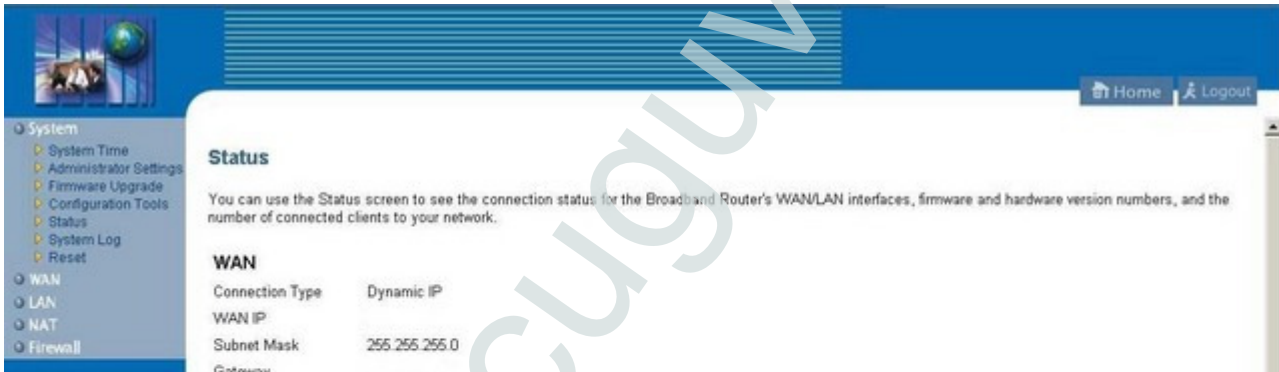 Home
Logout
System
System Time
Administrator Settings
Firmware Upgrade
Configuration Tools
Status
System Log
Reset
WAN
LAN
NAT
Firewall
Status
You can use the Status screen to see the connection status for the Broadband Router's WAN/LAN interfaces, firmware and hardware version numbers, and the
number of connected clients to your network.
WAN
Connection Type Dynamic IP
WAN IP
Subnet Mask 255.255.255.0
Gateway
cuguv